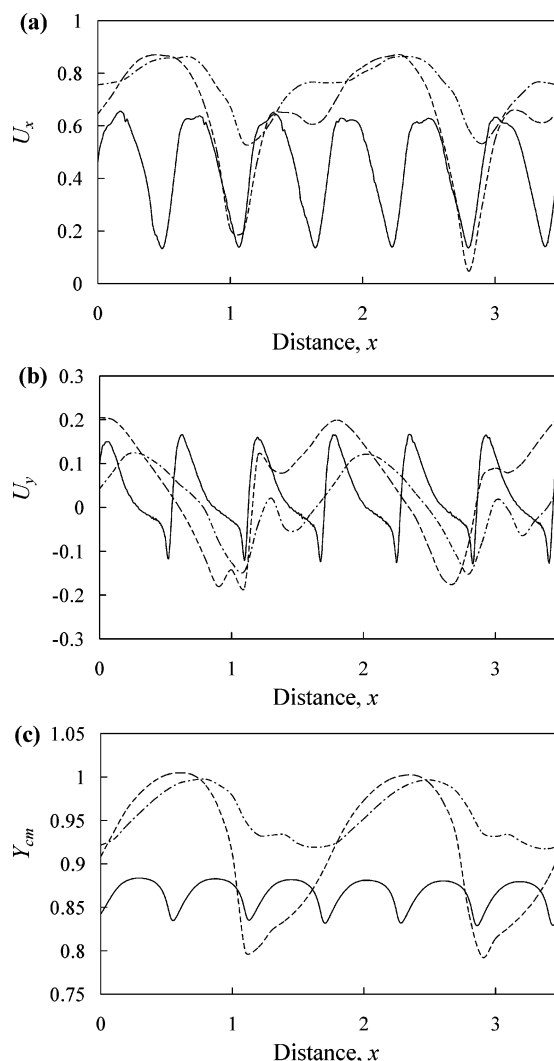 (a)
1
0.8
0.6
0.4
0.2
0
U_x
0 1 2 3
Distance, x
(b)
0.3
0.2
0.1
0
-0.1
-0.2
-0.3
U_y
0 1 2 3
Distance, x
(c)
1.05
1
0.95
0.9
0.85
0.8
0.75
Y_cm
0 1 2 3
Distance, x